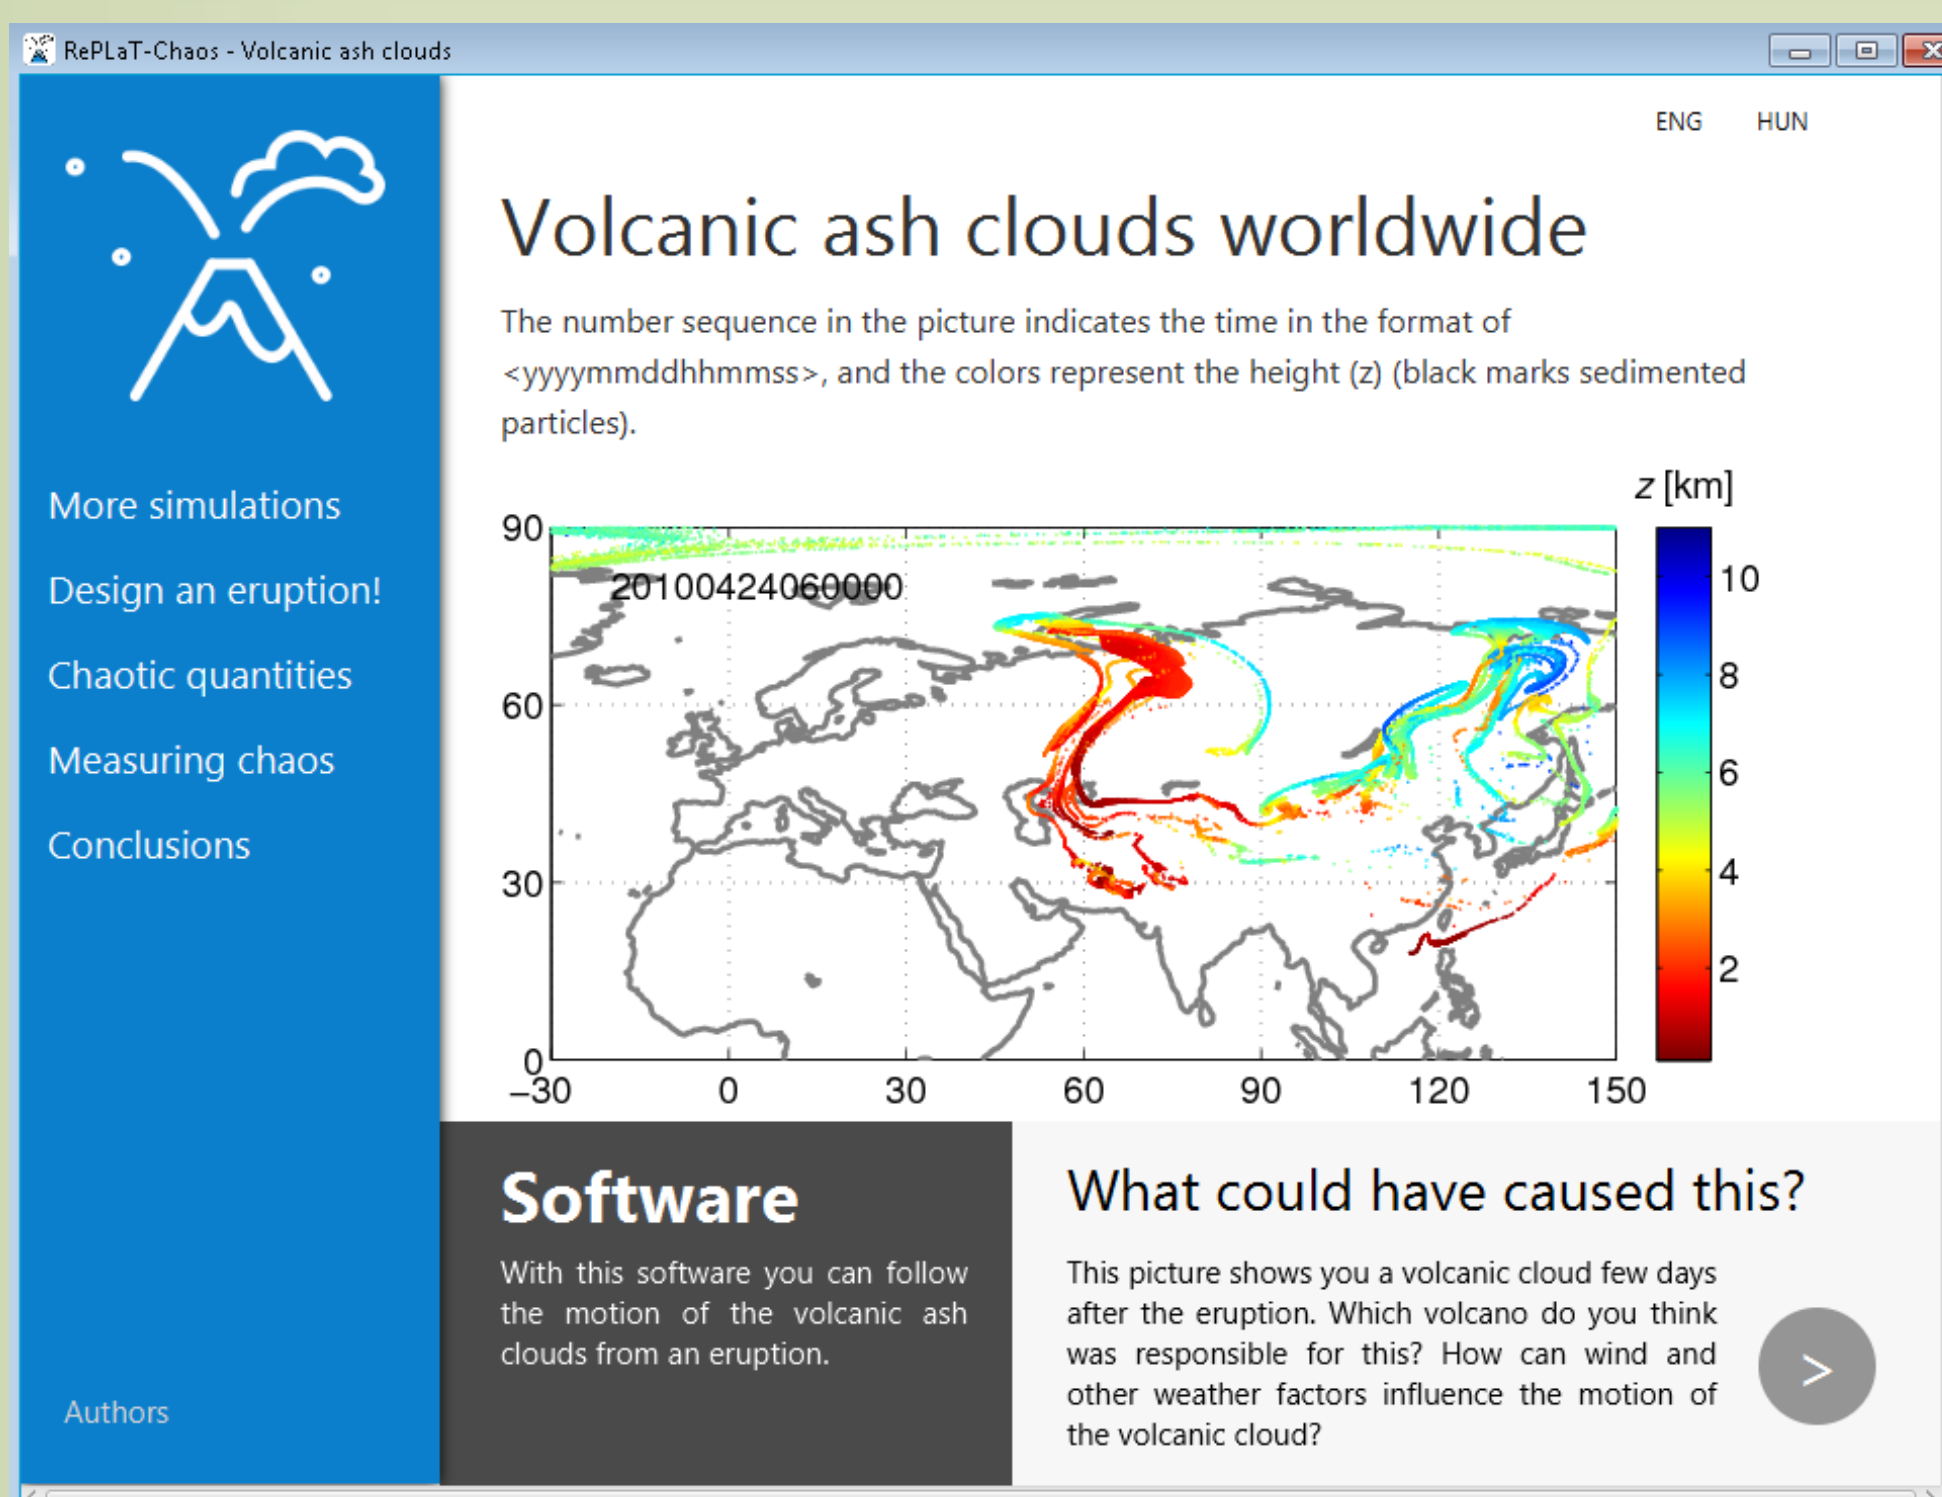 RePLaT-Chaos - Volcanic ash clouds
ENG HUN
More simulations
Design an eruption!
Chaotic quantities
Measuring chaos
Conclusions
Authors
Volcanic ash clouds worldwide
The number sequence in the picture indicates the time in the format of
<yyyymmddhhmmss>, and the colors represent the height (z) (black marks sedimented
particles).
z [km]
20100424060000
90
60
30
0
−30 0 30 60 90 120 150
10
8
6
4
2
Software
With this software you can follow
the motion of the volcanic ash
clouds from an eruption.
What could have caused this?
This picture shows you a volcanic cloud few days
after the eruption. Which volcano do you think
was responsible for this? How can wind and
other weather factors influence the motion of
the volcanic cloud?
>